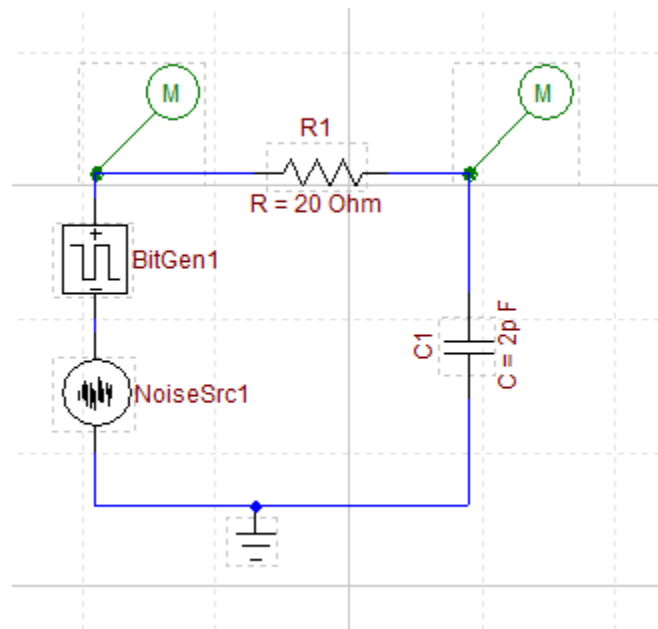 M
M
R1
R = 20 Ohm
+
BitGen1
-
NoiseSrc1
C1
C = 2p F